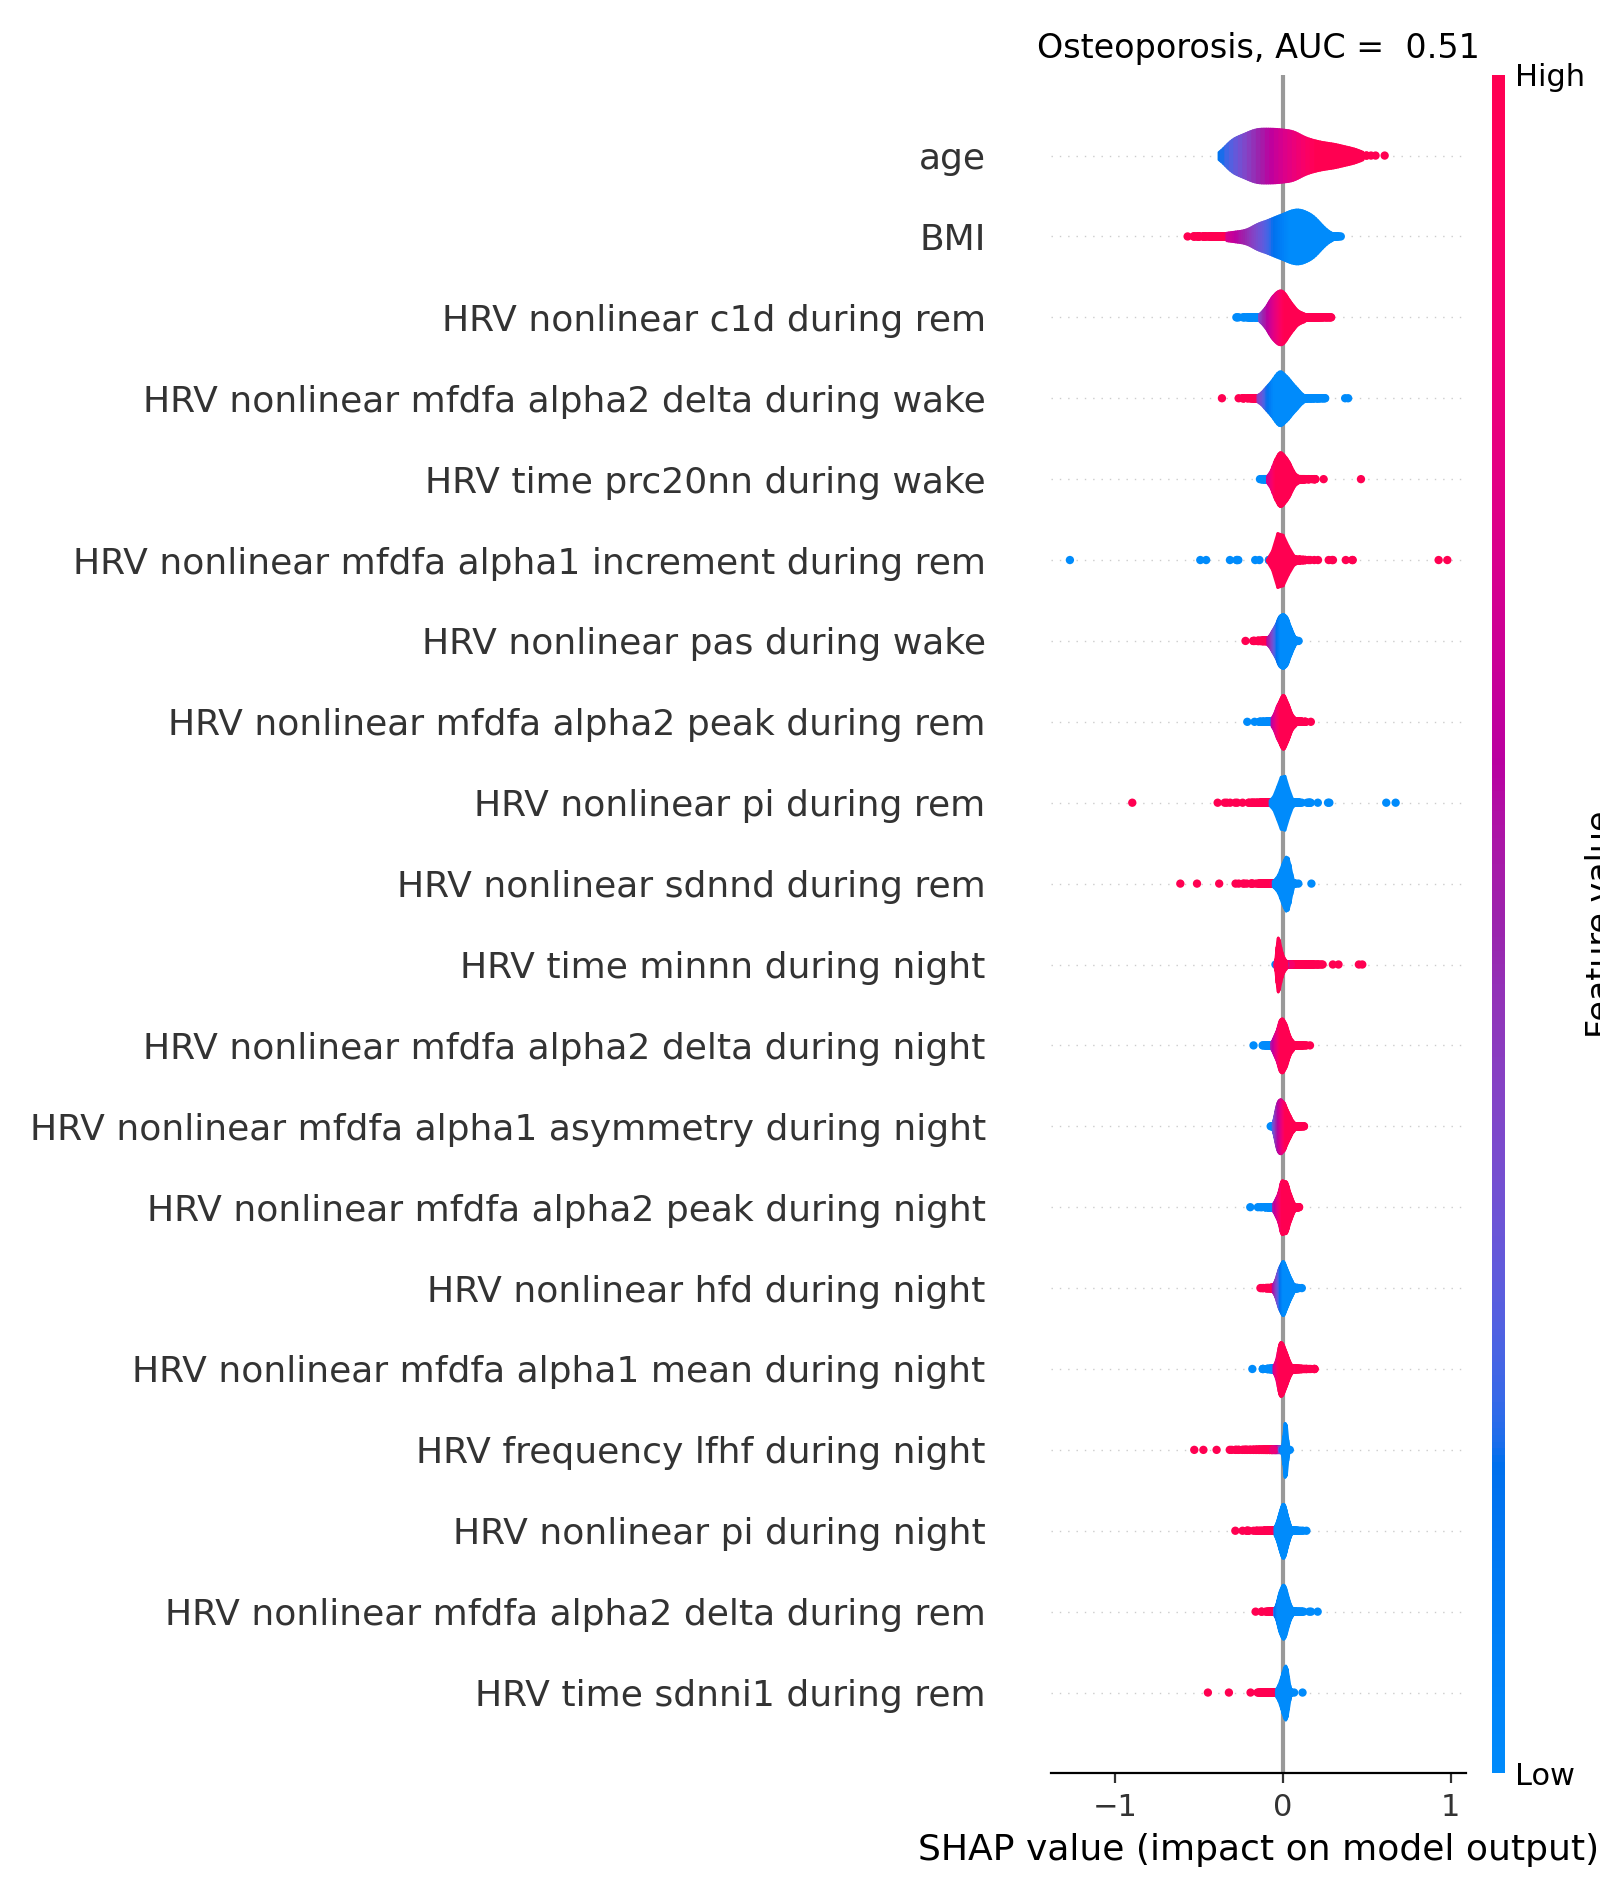 Osteoporosis, AUC =  0.51
High
age
BMI
HRV nonlinear c1d during rem
HRV nonlinear mfdfa alpha2 delta during wake
HRV time prc20nn during wake
HRV nonlinear mfdfa alpha1 increment during rem
HRV nonlinear pas during wake
HRV nonlinear mfdfa alpha2 peak during rem
HRV nonlinear pi during rem
HRV nonlinear sdnnd during rem
HRV time minnn during night
HRV nonlinear mfdfa alpha2 delta during night
HRV nonlinear mfdfa alpha1 asymmetry during night
HRV nonlinear mfdfa alpha2 peak during night
HRV nonlinear hfd during night
HRV nonlinear mfdfa alpha1 mean during night
HRV frequency lfhf during night
HRV nonlinear pi during night
HRV nonlinear mfdfa alpha2 delta during rem
HRV time sdnni1 during rem
Feature value
Low
−1 0 1
SHAP value (impact on model output)